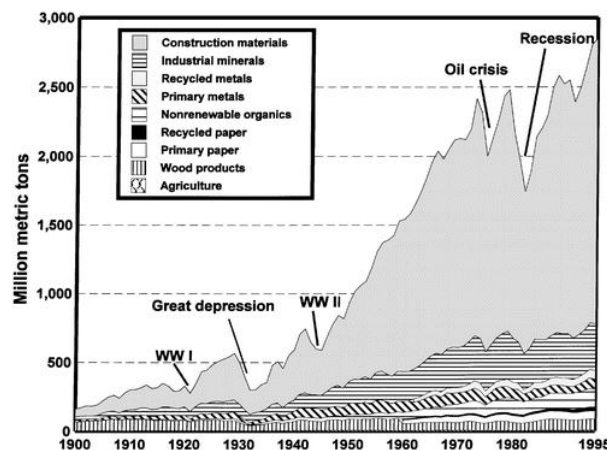 3,000
2,500
2,000
1,500
1,000
500
0
Million metric tons
Construction materials
Industrial minerals
Recycled metals
Primary metals
Nonrenewable organics
Recycled paper
Primary paper
Wood products
Agriculture
Recession
Oil crisis
WW II
Great depression
WW I
1900 1910 1920 1930 1940 1950 1960 1970 1980 1995